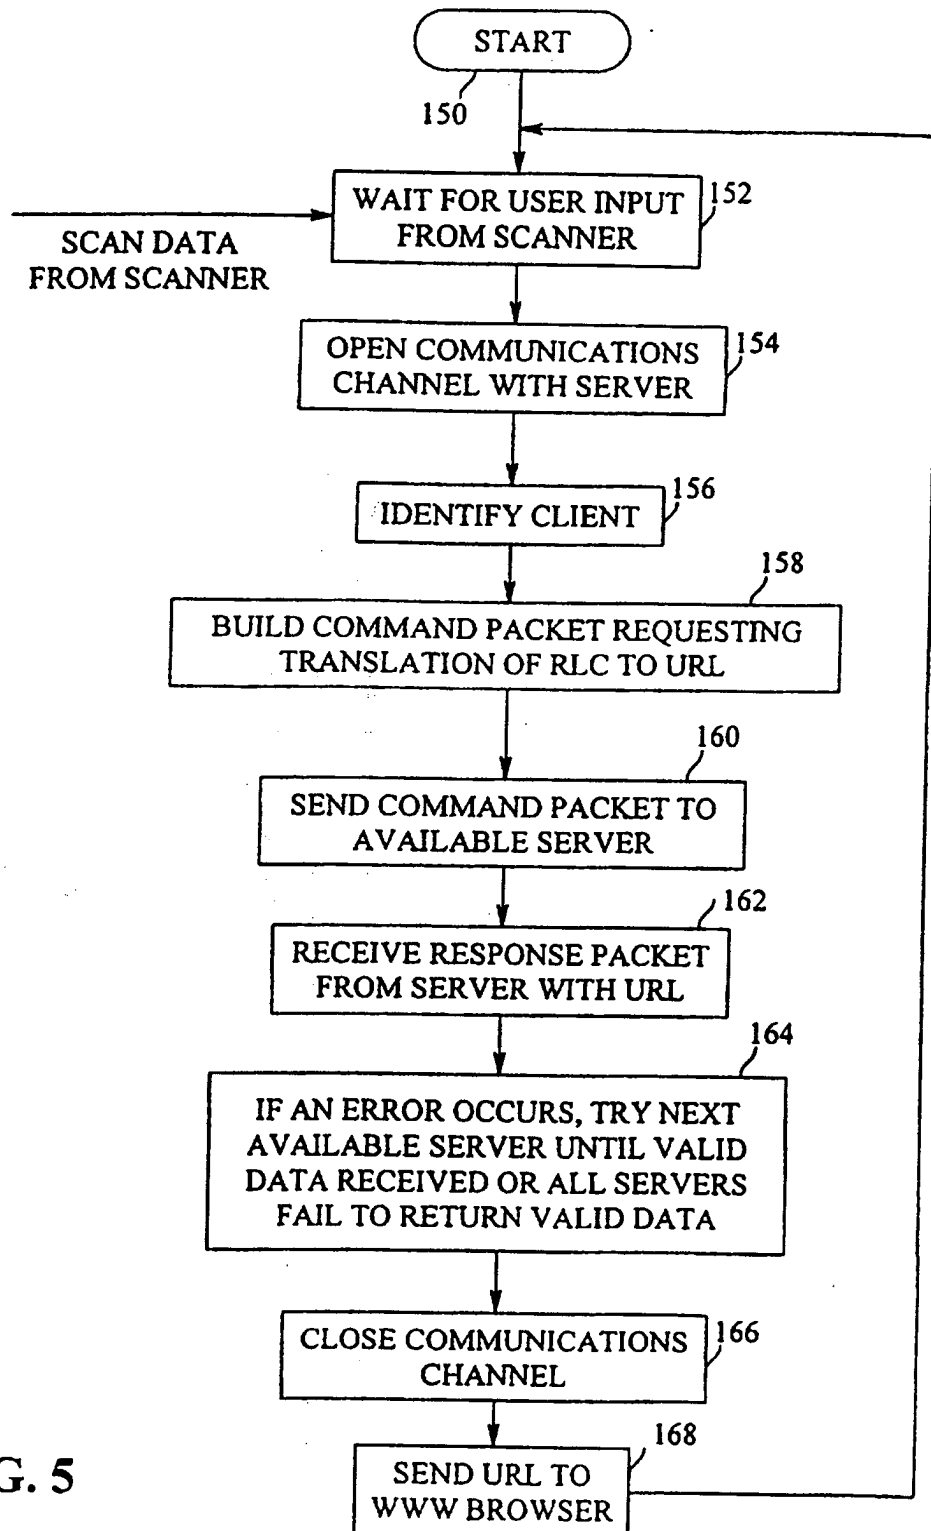 START
150
WAIT FOR USER INPUT
FROM SCANNER
152
SCAN DATA
FROM SCANNER
OPEN COMMUNICATIONS
CHANNEL WITH SERVER
154
IDENTIFY CLIENT
156
158
BUILD COMMAND PACKET REQUESTING
TRANSLATION OF RLC TO URL
160
SEND COMMAND PACKET TO
AVAILABLE SERVER
162
RECEIVE RESPONSE PACKET
FROM SERVER WITH URL
164
IF AN ERROR OCCURS, TRY NEXT
AVAILABLE SERVER UNTIL VALID
DATA RECEIVED OR ALL SERVERS
FAIL TO RETURN VALID DATA
CLOSE COMMUNICATIONS
CHANNEL
166
168
SEND URL TO
WWW BROWSER
G. 5